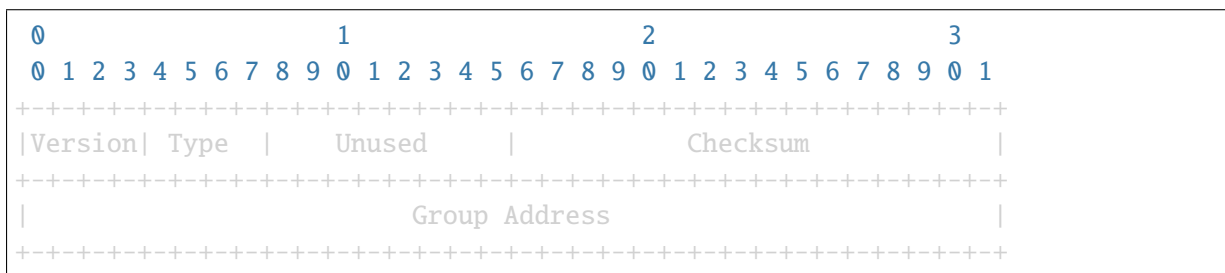 0                   1                   2                   3
 0 1 2 3 4 5 6 7 8 9 0 1 2 3 4 5 6 7 8 9 0 1 2 3 4 5 6 7 8 9 0 1
+-+-+-+-+-+-+-+-+-+-+-+-+-+-+-+-+-+-+-+-+-+-+-+-+-+-+-+-+-+-+-+-+
|Version| Type  |    Unused     |           Checksum            |
+-+-+-+-+-+-+-+-+-+-+-+-+-+-+-+-+-+-+-+-+-+-+-+-+-+-+-+-+-+-+-+-+
|                         Group Address                         |
+-+-+-+-+-+-+-+-+-+-+-+-+-+-+-+-+-+-+-+-+-+-+-+-+-+-+-+-+-+-+-+-+